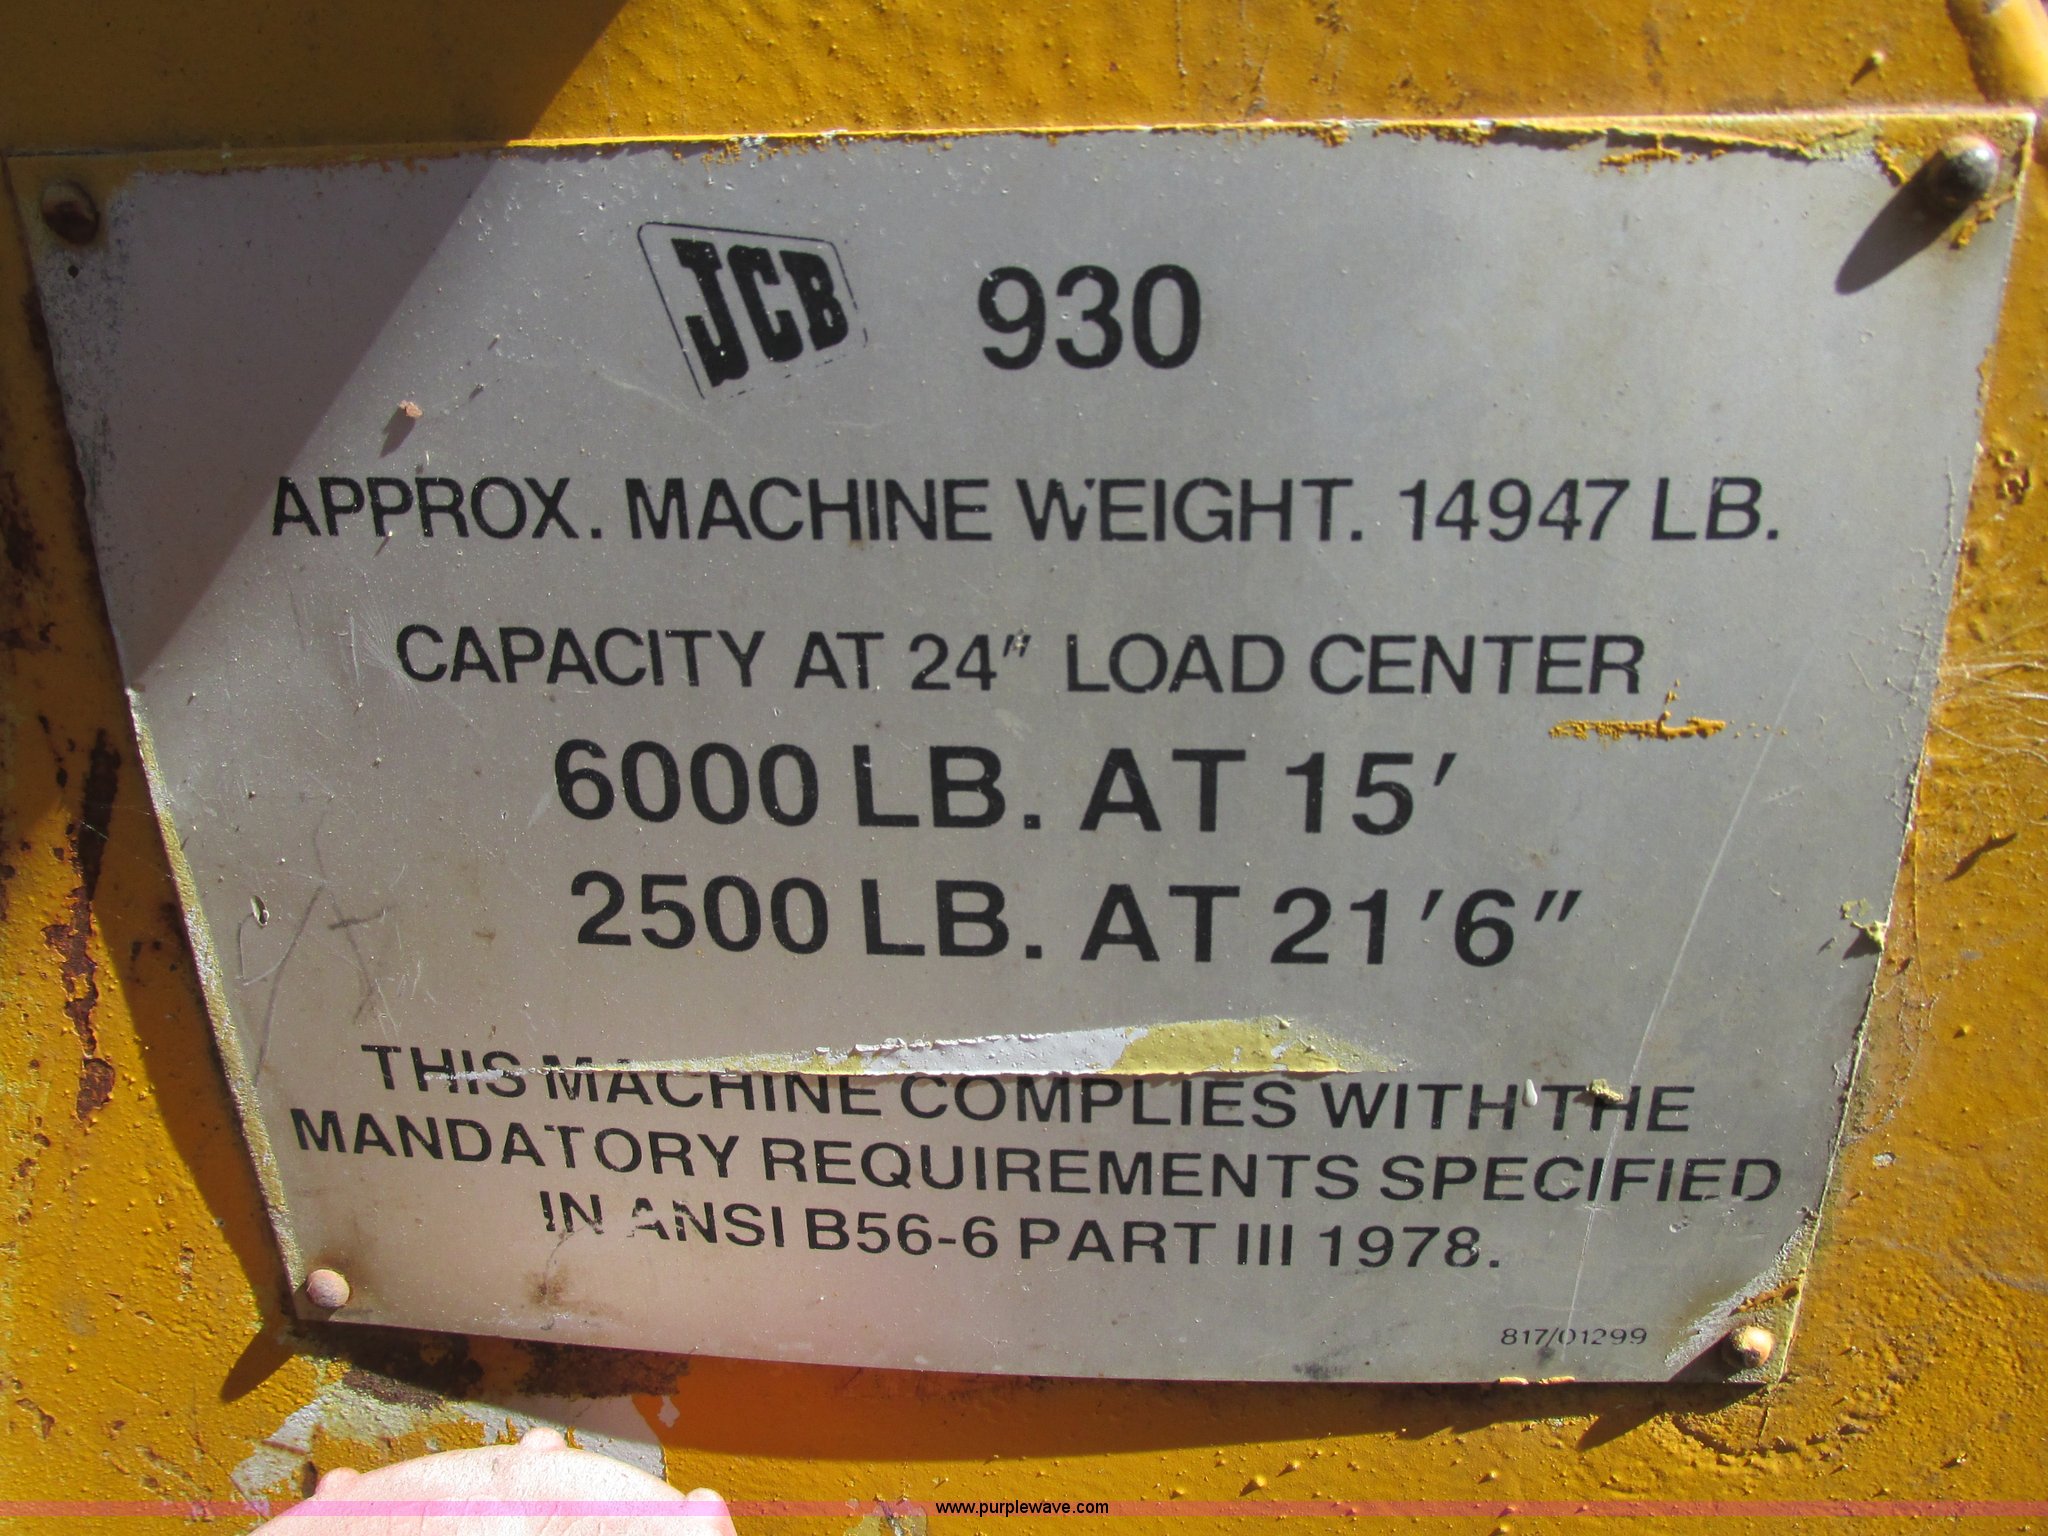 JCB 930
APPROX. MACHINE WEIGHT. 14947 LB.
CAPACITY AT 24" LOAD CENTER
6000 LB. AT 15'
2500 LB. AT 21'6"
THIS MACHINE COMPLIES WITH THE
MANDATORY REQUIREMENTS SPECIFIED
IN ANSI B56-6 PART III 1978.
817/01299
www.purplewave.com